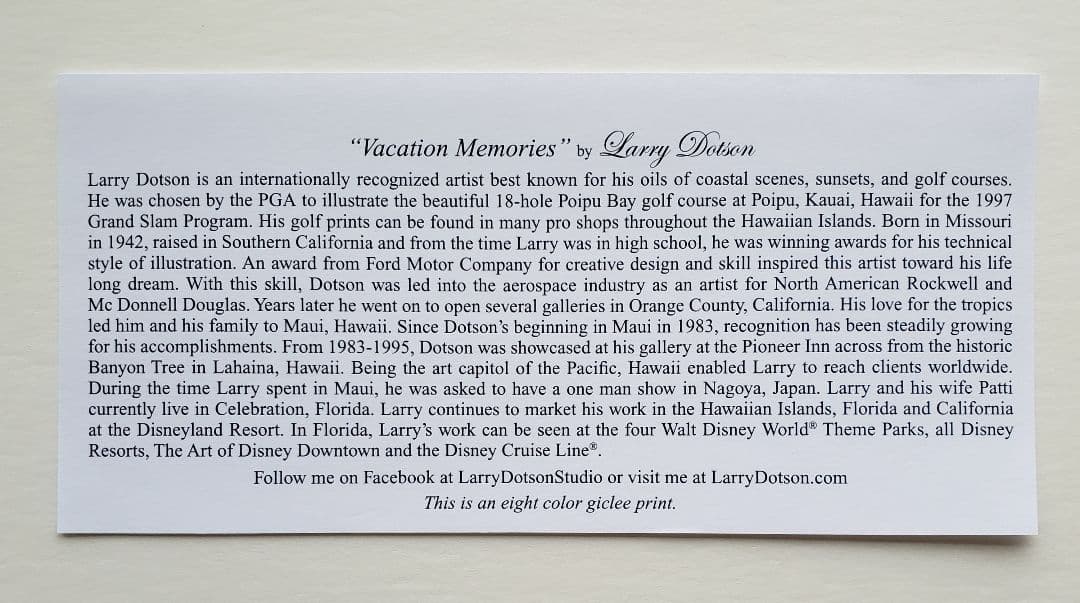 “Vacation Memories” by Larry Dotson
Larry Dotson is an internationally recognized artist best known for his oils of coastal scenes, sunsets, and golf courses.
He was chosen by the PGA to illustrate the beautiful 18-hole Poipu Bay golf course at Poipu, Kauai, Hawaii for the 1997
Grand Slam Program. His golf prints can be found in many pro shops throughout the Hawaiian Islands. Born in Missouri
in 1942, raised in Southern California and from the time Larry was in high school, he was winning awards for his technical
style of illustration. An award from Ford Motor Company for creative design and skill inspired this artist toward his life
long dream. With this skill, Dotson was led into the aerospace industry as an artist for North American Rockwell and
Mc Donnell Douglas. Years later he went on to open several galleries in Orange County, California. His love for the tropics
led him and his family to Maui, Hawaii. Since Dotson’s beginning in Maui in 1983, recognition has been steadily growing
for his accomplishments. From 1983-1995, Dotson was showcased at his gallery at the Pioneer Inn across from the historic
Banyon Tree in Lahaina, Hawaii. Being the art capitol of the Pacific, Hawaii enabled Larry to reach clients worldwide.
During the time Larry spent in Maui, he was asked to have a one man show in Nagoya, Japan. Larry and his wife Patti
currently live in Celebration, Florida. Larry continues to market his work in the Hawaiian Islands, Florida and California
at the Disneyland Resort. In Florida, Larry’s work can be seen at the four Walt Disney World® Theme Parks, all Disney
Resorts, The Art of Disney Downtown and the Disney Cruise Line®.
Follow me on Facebook at LarryDotsonStudio or visit me at LarryDotson.com
This is an eight color giclee print.